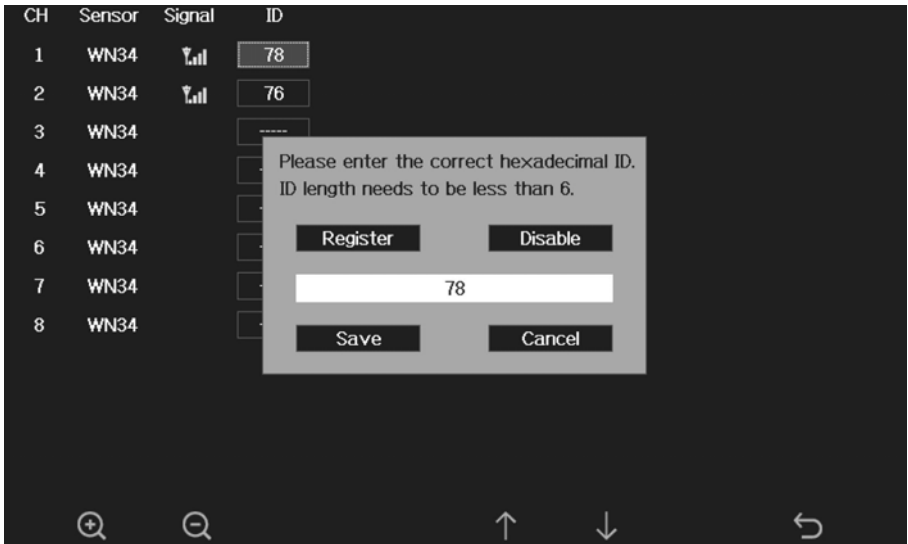 CH Sensor Signal ID
1 WN34 78
2 WN34 76
3 WN34 -----
4 WN34
5 WN34
6 WN34
7 WN34
8 WN34
Please enter the correct hexadecimal ID.
ID length needs to be less than 6.
Register Disable
78
Save Cancel